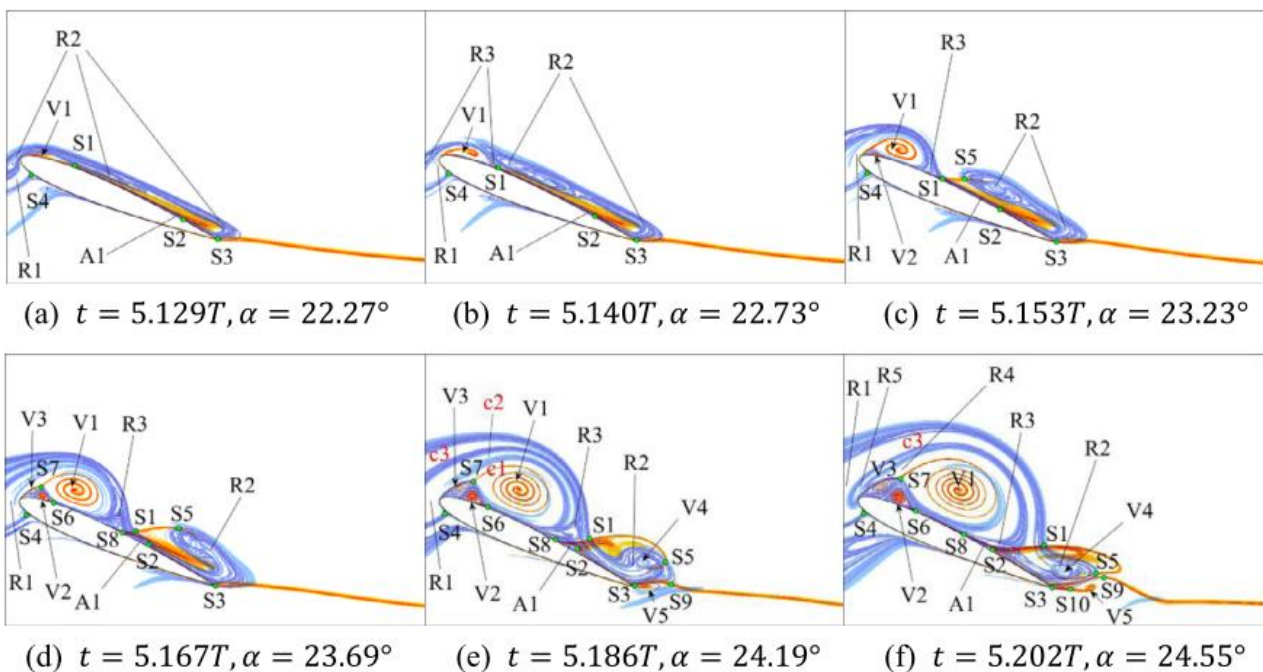 R2
V1
S1
S4
R1
A1
S2
S3
(a) t = 5.129T, α = 22.27°
R3
R2
V1
S1
S4
R1
A1
S2
S3
(b) t = 5.140T, α = 22.73°
R3
V1
R2
S5
S4
S1
R1
V2
A1
S2
S3
(c) t = 5.153T, α = 23.23°
V3
V1
R3
S7
R2
S6
S1
S5
S4
S8
S2
R1
V2
A1
S3
(d) t = 5.167T, α = 23.69°
V3
c2
V1
R3
c3
S7
c1
R2
S6
S1
V4
S4
S8
S5
R1
V2
S2
A1
S3
S9
V5
(e) t = 5.186T, α = 24.19°
R1
R5
R4
R3
c3
R2
V3
S7
V1
S6
S1
V4
S4
S8
S2
S5
V2
A1
S3
S10
S9
V5
(f) t = 5.202T, α = 24.55°